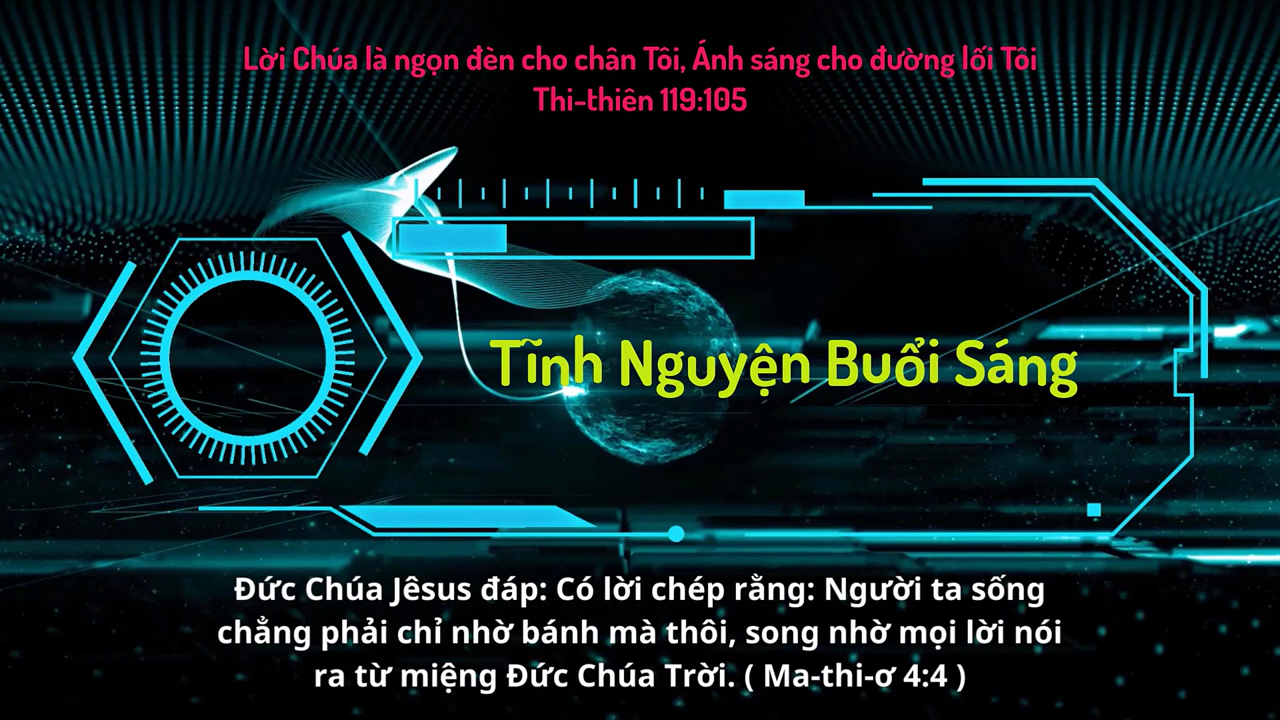 Lời Chúa là ngọn đèn cho chân Tôi, Ánh sáng cho đường lối Tôi
Thi-thiên 119:105
Tĩnh Nguyện Buổi Sáng
Đức Chúa Jêsus đáp: Có lời chép rằng: Người ta sống
chẳng phải chỉ nhờ bánh mà thôi, song nhờ mọi lời nói
ra từ miệng Đức Chúa Trời. ( Ma-thi-ơ 4:4 )